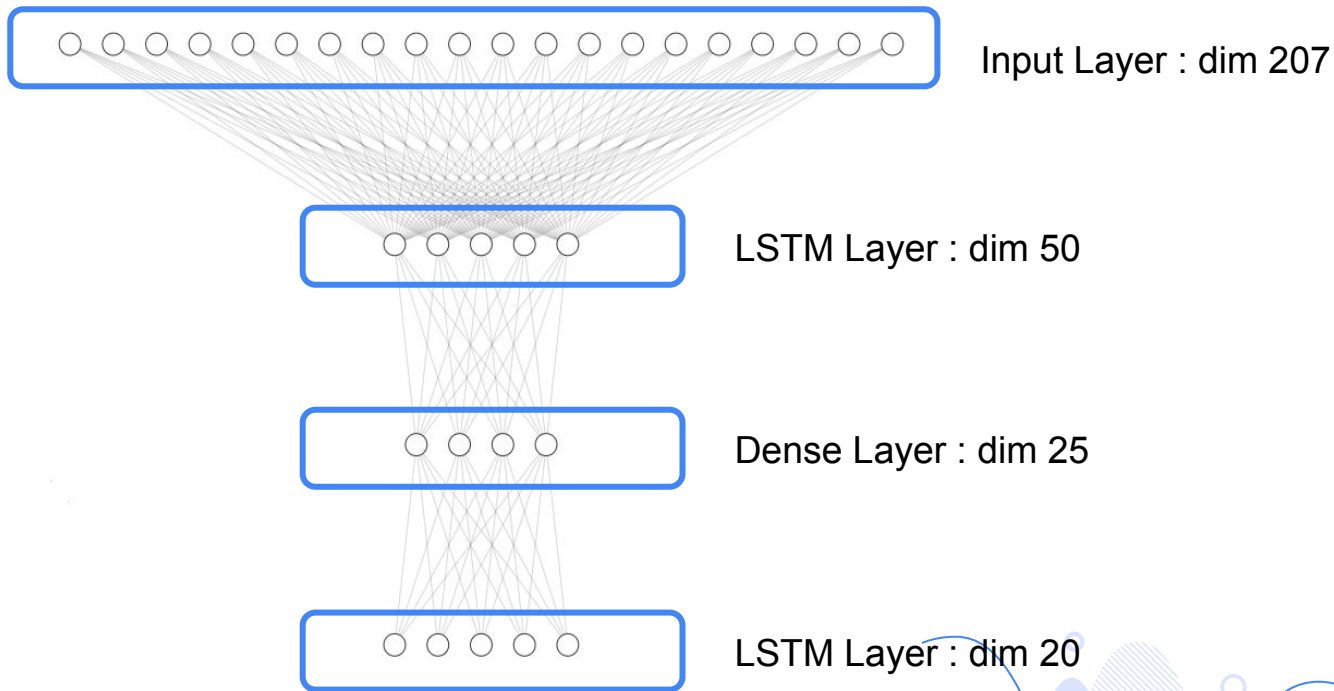 Input Layer : dim 207
LSTM Layer : dim 50
Dense Layer : dim 25
LSTM Layer : dim 20